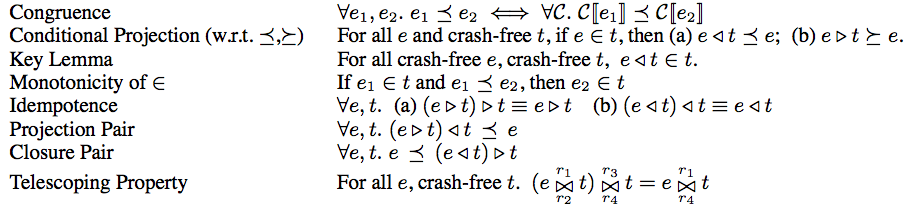 Congruence ∀e₁, e₂. e₁ ⪯ e₂ ⟺ ∀𝒞. 𝒞⟦e₁⟧ ⪯ 𝒞⟦e₂⟧
Conditional Projection (w.r.t. ⪯,⪰) For all e and crash-free t, if e ∈ t, then (a) e ◁ t ⪯ e; (b) e ▷ t ⪰ e.
Key Lemma For all crash-free e, crash-free t, e ◁ t ∈ t.
Monotonicity of ∈ If e₁ ∈ t and e₁ ⪯ e₂, then e₂ ∈ t
Idempotence ∀e, t. (a) (e ▷ t) ▷ t ≡ e ▷ t (b) (e ◁ t) ◁ t ≡ e ◁ t
Projection Pair ∀e, t. (e ▷ t) ◁ t ⪯ e
Closure Pair ∀e, t. e ⪯ (e ◁ t) ▷ t
Telescoping Property For all e, crash-free t. (e ⋈^{r₁}_{r₂} t) ⋈^{r₃}_{r₄} t = e ⋈^{r₁}_{r₄} t